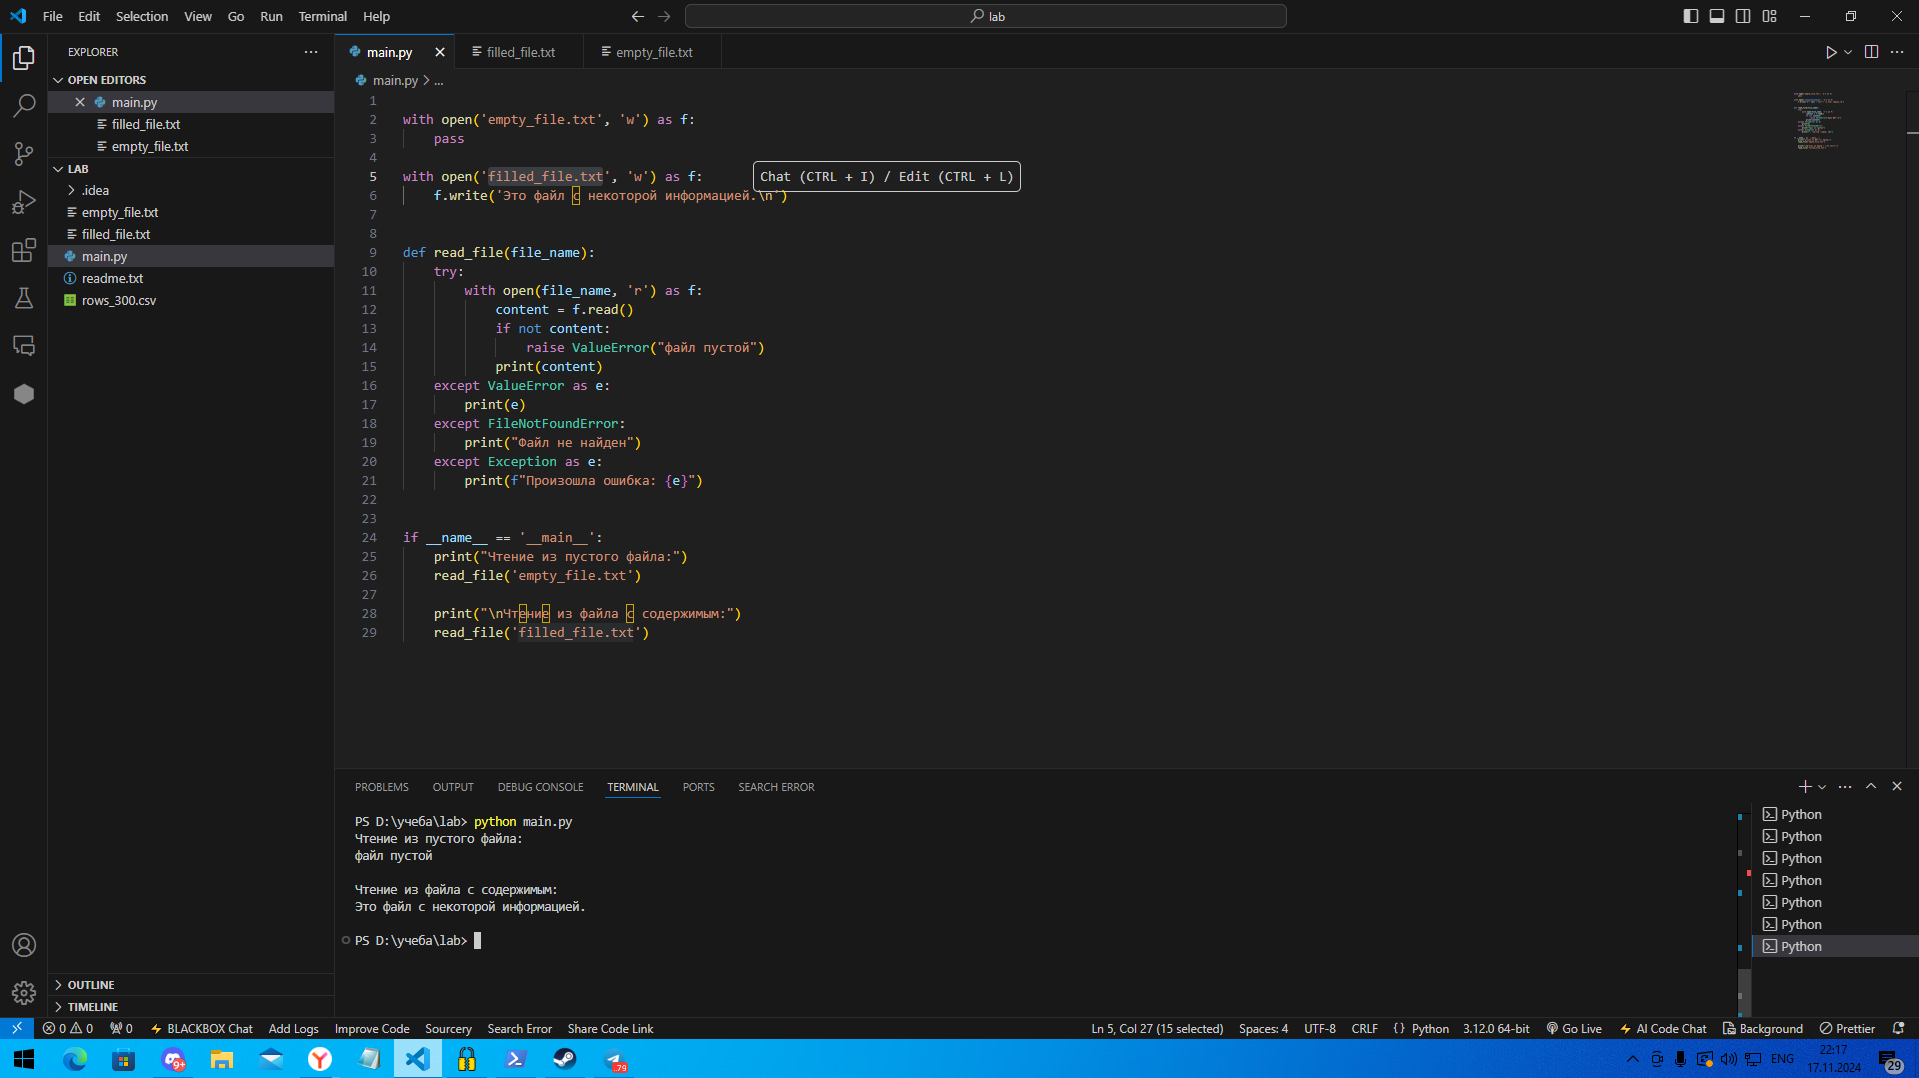 File Edit Selection View Go Run Terminal Help
lab
EXPLORER
OPEN EDITORS
main.py
filled_file.txt
empty_file.txt
LAB
.idea
empty_file.txt
filled_file.txt
main.py
readme.txt
rows_300.csv
OUTLINE
TIMELINE
main.py filled_file.txt empty_file.txt
main.py > ...
1
2 with open('empty_file.txt', 'w') as f:
3 pass
4
5 with open('filled_file.txt', 'w') as f:
Chat (CTRL + I) / Edit (CTRL + L)
6 f.write('Это файл с некоторой информацией.\n')
7
8
9 def read_file(file_name):
10 try:
11 with open(file_name, 'r') as f:
12 content = f.read()
13 if not content:
14 raise ValueError("файл пустой")
15 print(content)
16 except ValueError as e:
17 print(e)
18 except FileNotFoundError:
19 print("Файл не найден")
20 except Exception as e:
21 print(f"Произошла ошибка: {e}")
22
23
24 if __name__ == '__main__':
25 print("Чтение из пустого файла:")
26 read_file('empty_file.txt')
27
28 print("\nЧтение из файла с содержимым:")
29 read_file('filled_file.txt')
PROBLEMS OUTPUT DEBUG CONSOLE TERMINAL PORTS SEARCH ERROR
PS D:\учеба\lab> python main.py
Чтение из пустого файла:
файл пустой
Чтение из файла с содержимым:
Это файл с некоторой информацией.
PS D:\учеба\lab>
Python
Python
Python
Python
Python
Python
Python
0 0 0 BLACKBOX Chat Add Logs Improve Code Sourcery Search Error Share Code Link Ln 5, Col 27 (15 selected) Spaces: 4 UTF-8 CRLF {} Python 3.12.0 64-bit Go Live AI Code Chat Background Prettier
9+ 79 ENG 22:17
17.11.2024 29